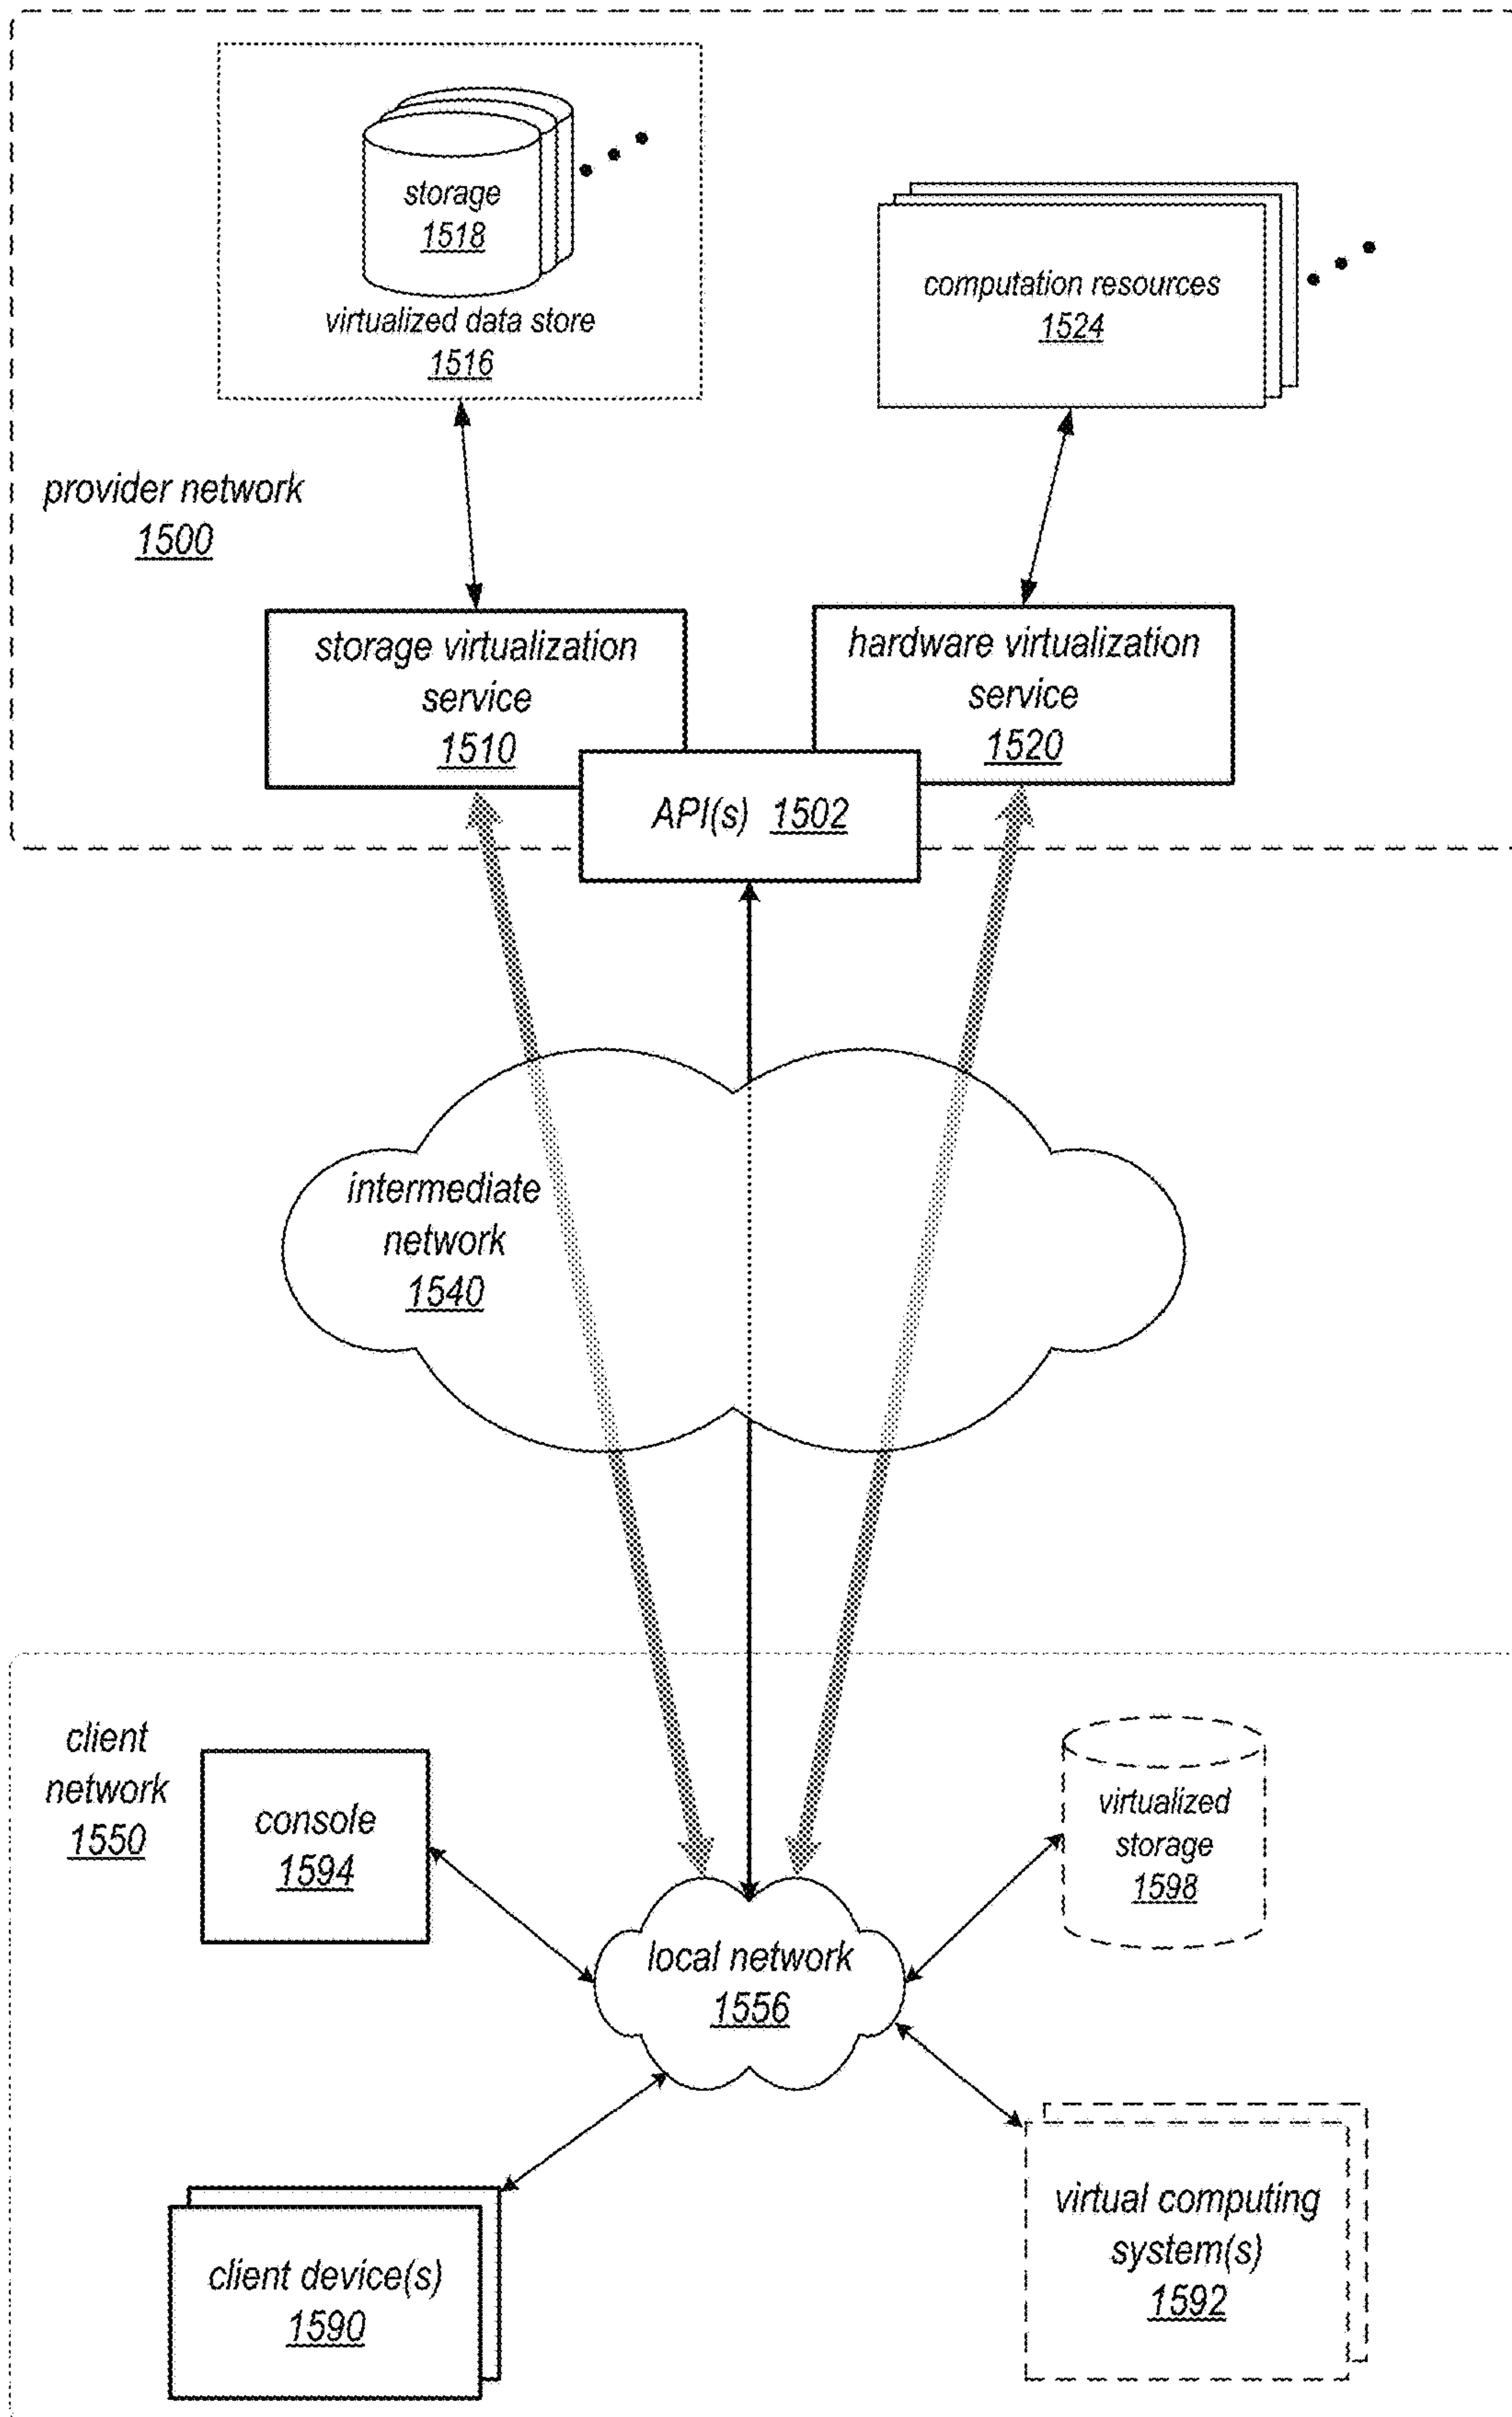 storage
1518
virtualized data store
1516
computation resources
1524
provider network
1500
storage virtualization
service
1510
hardware virtualization
service
1520
API(s) 1502
intermediate
network
1540
client
network
1550
console
1594
virtualized
storage
1598
local network
1556
client device(s)
1590
virtual computing
system(s)
1592